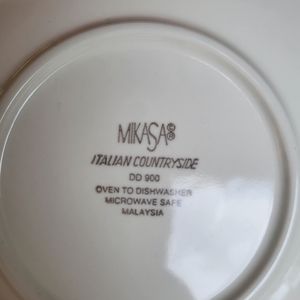 MIKASA®
ITALIAN COUNTRYSIDE
DD 900
OVEN TO DISHWASHER
MICROWAVE SAFE
MALAYSIA